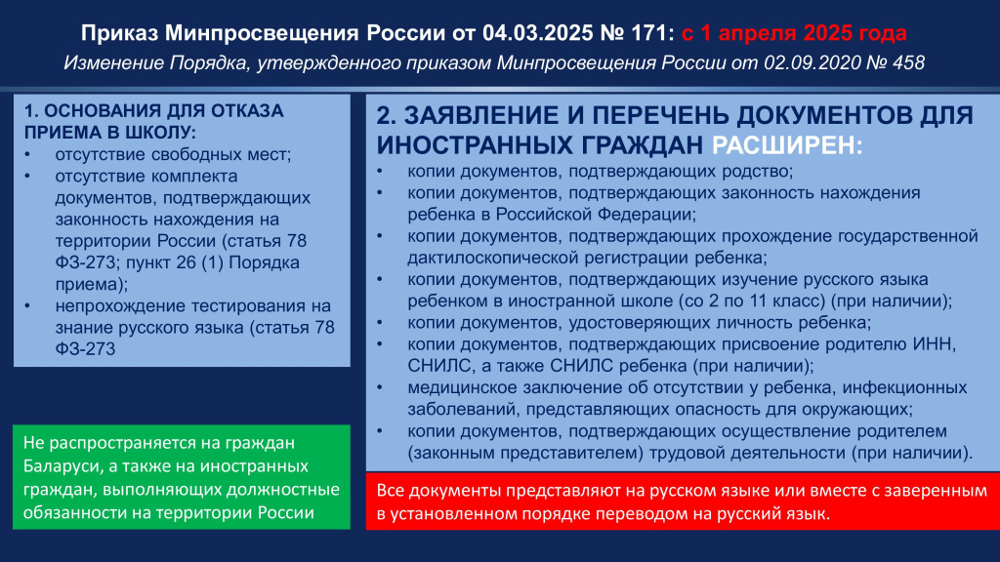 Приказ Минпросвещения России от 04.03.2025 № 171: с 1 апреля 2025 года
Изменение Порядка, утвержденного приказом Минпросвещения России от 02.09.2020 № 458
1. ОСНОВАНИЯ ДЛЯ ОТКАЗА
ПРИЕМА В ШКОЛУ:
• отсутствие свободных мест;
• отсутствие комплекта
документов, подтверждающих
законность нахождения на
территории России (статья 78
ФЗ-273; пункт 26 (1) Порядка
приема);
• непрохождение тестирования на
знание русского языка (статья 78
ФЗ-273
Не распространяется на граждан
Баларуси, а также на иностранных
граждан, выполняющих должностные
обязанности на территории России
2. ЗАЯВЛЕНИЕ И ПЕРЕЧЕНЬ ДОКУМЕНТОВ ДЛЯ
ИНОСТРАННЫХ ГРАЖДАН РАСШИРЕН:
• копии документов, подтверждающих родство;
• копии документов, подтверждающих законность нахождения
ребенка в Российской Федерации;
• копии документов, подтверждающих прохождение государственной
дактилоскопической регистрации ребенка;
• копии документов, подтверждающих изучение русского языка
ребенком в иностранной школе (со 2 по 11 класс) (при наличии);
• копии документов, удостоверяющих личность ребенка;
• копии документов, подтверждающих присвоение родителю ИНН,
СНИЛС, а также СНИЛС ребенка (при наличии);
• медицинское заключение об отсутствии у ребенка, инфекционных
заболеваний, представляющих опасность для окружающих;
• копии документов, подтверждающих осуществление родителем
(законным представителем) трудовой деятельности (при наличии).
Все документы представляют на русском языке или вместе с заверенным
в установленном порядке переводом на русский язык.